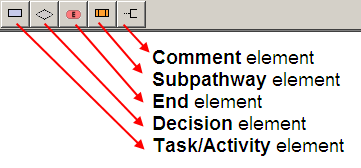 E
Comment element
Subpathway element
End element
Decision element
Task/Activity element